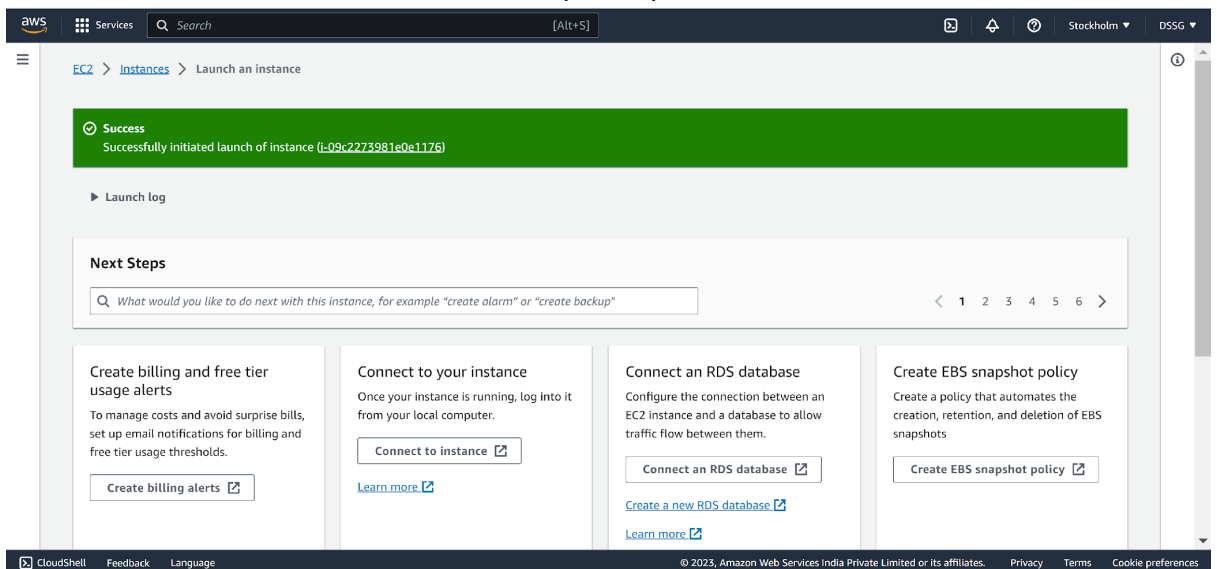 aws Services Search [Alt+S] Stockholm ▼ DSSG ▼
EC2 > Instances > Launch an instance
Success
Successfully initiated launch of instance (i-09c2273981e0e1176)
▶ Launch log
Next Steps
What would you like to do next with this instance, for example "create alarm" or "create backup"
< 1 2 3 4 5 6 >
Create billing and free tier
usage alerts
To manage costs and avoid surprise bills,
set up email notifications for billing and
free tier usage thresholds.
Create billing alerts
Connect to your instance
Once your instance is running, log into it
from your local computer.
Connect to instance
Learn more
Connect an RDS database
Configure the connection between an
EC2 instance and a database to allow
traffic flow between them.
Connect an RDS database
Create a new RDS database
Learn more
Create EBS snapshot policy
Create a policy that automates the
creation, retention, and deletion of EBS
snapshots
Create EBS snapshot policy
CloudShell Feedback Language © 2023, Amazon Web Services India Private Limited or its affiliates. Privacy Terms Cookie preferences